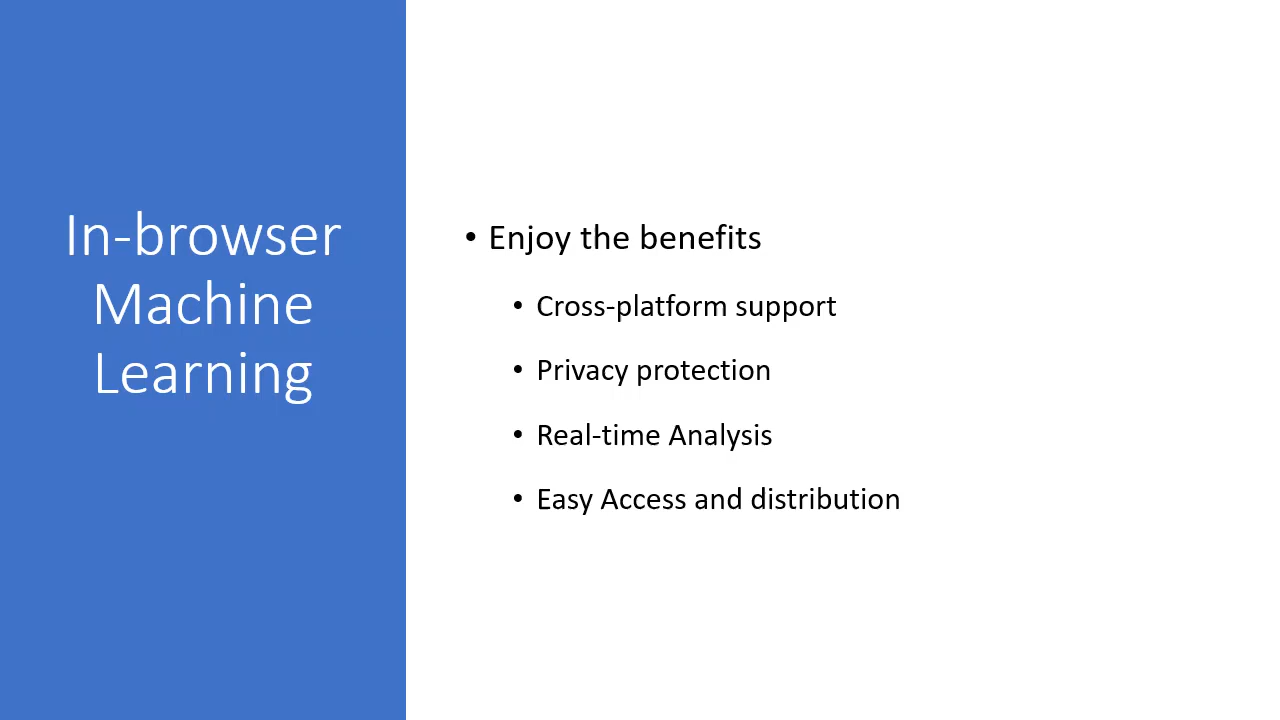 In-browser
Machine
Learning
• Enjoy the benefits
• Cross-platform support
• Privacy protection
• Real-time Analysis
• Easy Access and distribution